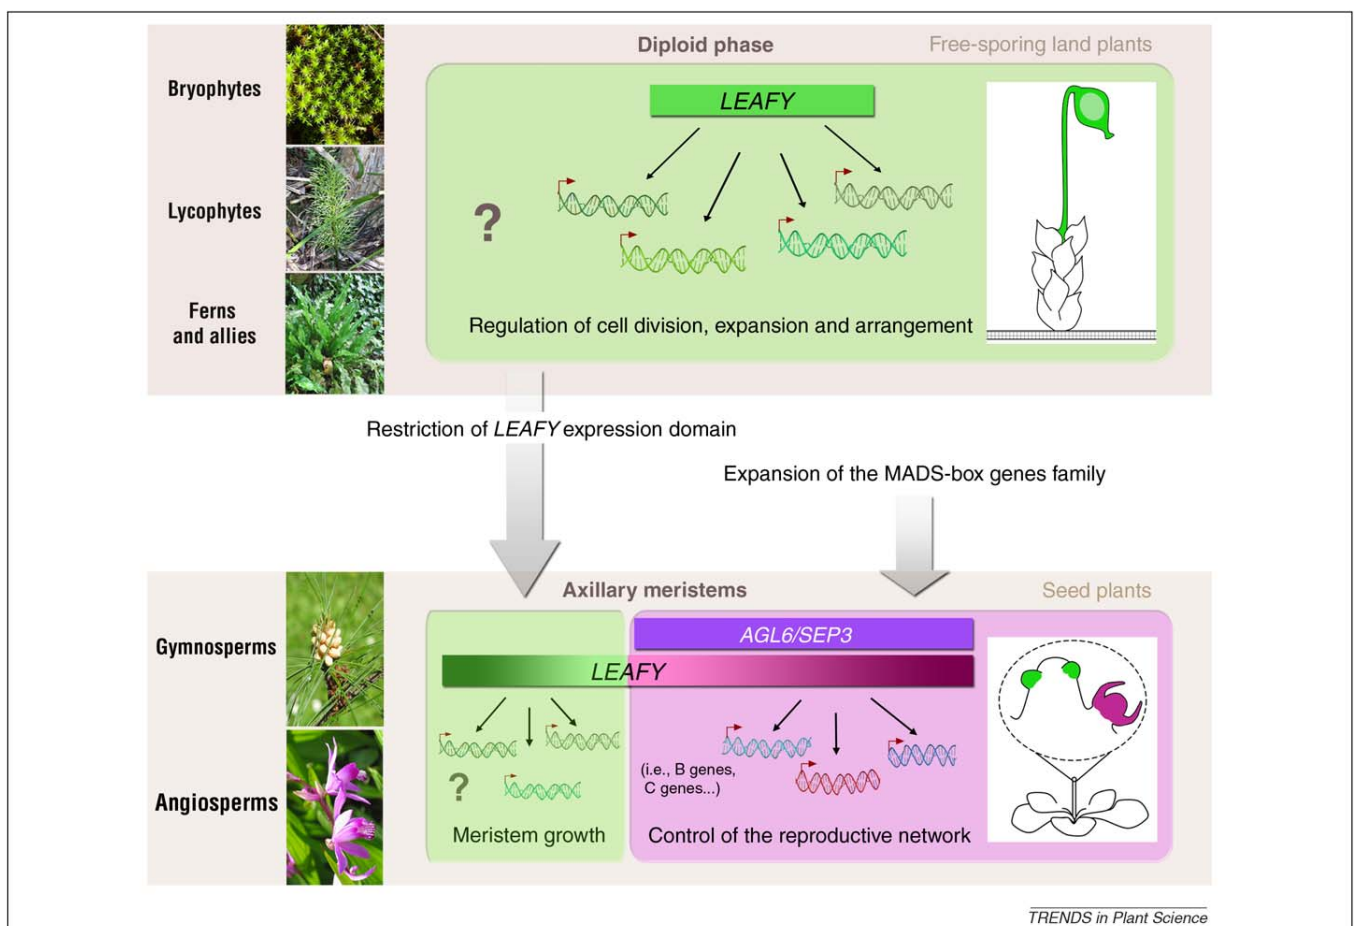 Diploid phase
Free-sporing land plants
Bryophytes
LEAFY
Lycophytes
?
Ferns
and allies
Regulation of cell division, expansion and arrangement
Restriction of LEAFY expression domain
Expansion of the MADS-box genes family
Axillary meristems
Seed plants
Gymnosperms
AGL6/SEP3
LEAFY
(i.e., B genes,
C genes...)
?
Angiosperms
Meristem growth
Control of the reproductive network
TRENDS in Plant Science